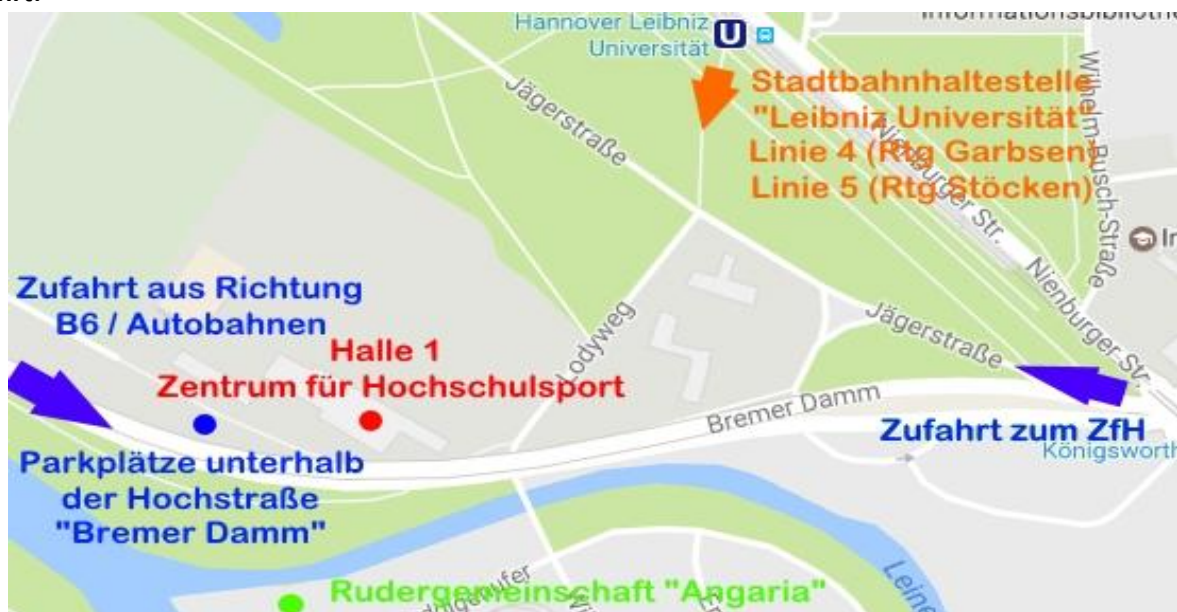 Hannover Leibniz
Universität
U
Stadtbahnhaltestelle
"Leibniz Universität"
Linie 4 (Rtg Garbsen)
Linie 5 (Rtg Stöcken)
Jägerstraße
Nienburger Str.
Wilhelm-Busch-Straße
Nienburger Str.
Zufahrt aus Richtung
B6 / Autobahnen
Halle 1
Zentrum für Hochschulsport
Lodyweg
Jägerstraße
Bremer Damm
Zufahrt zum ZfH
Königsworth
Parkplätze unterhalb
der Hochstraße
"Bremer Damm"
Rudergemeinschaft "Angaria"
Leine